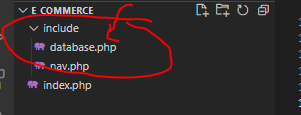 E COMMERCE
include
database.php
nav.php
index.php